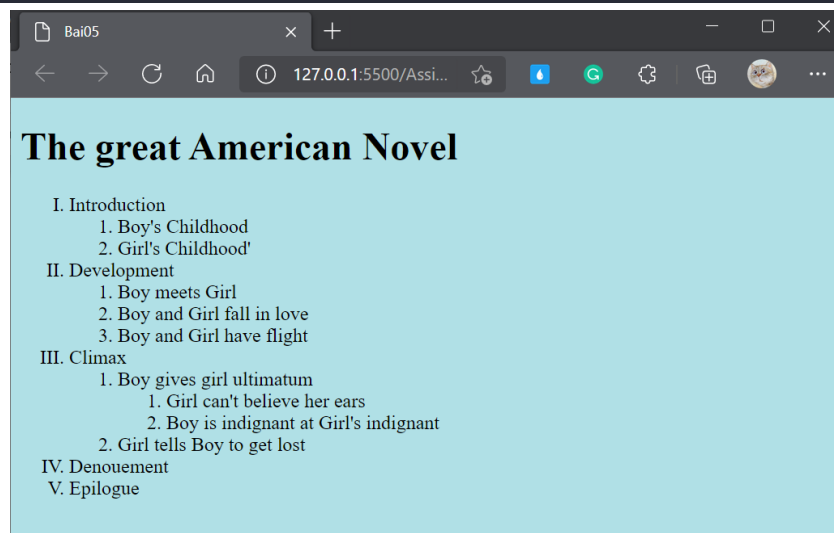 Bai05
127.0.0.1:5500/Assi...
The great American Novel
I. Introduction
1. Boy's Childhood
2. Girl's Childhood'
II. Development
1. Boy meets Girl
2. Boy and Girl fall in love
3. Boy and Girl have flight
III. Climax
1. Boy gives girl ultimatum
1. Girl can't believe her ears
2. Boy is indignant at Girl's indignant
2. Girl tells Boy to get lost
IV. Denouement
V. Epilogue